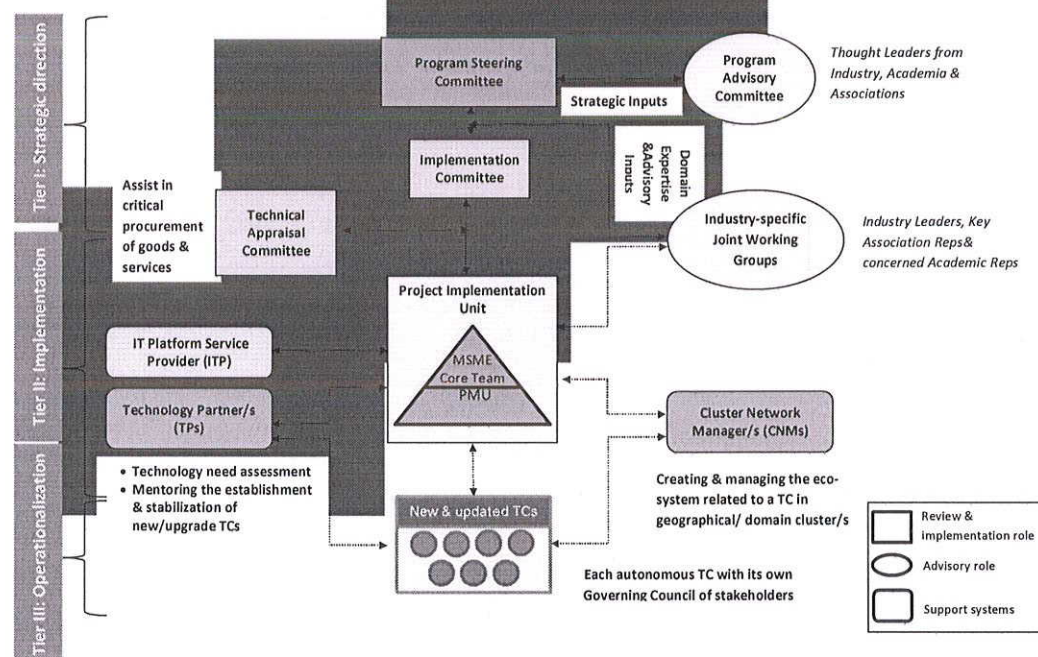 Tier I: Strategic direction
Program Steering
Committee
Program
Advisory
Committee
Thought Leaders from
Industry, Academia &
Associations
Strategic Inputs
Implementation
Committee
Domain
Expertise
&Advisory
Inputs
Assist in
critical
procurement
of goods &
services
Technical
Appraisal
Committee
Industry-specific
Joint Working
Groups
Industry Leaders, Key
Association Reps&
concerned Academic Reps
Tier II: Implementation
Project Implementation
Unit
MSME
Core Team
PMU
IT Platform Service
Provider (ITP)
Technology Partner/s
(TPs)
Cluster Network
Manager/s (CNMs)
Tier III: Operationalization
• Technology need assessment
• Mentoring the establishment
& stabilization of
new/upgrade TCs
New & updated TCs
Creating & managing the eco-
system related to a TC in
geographical/ domain cluster/s
Each autonomous TC with its own
Governing Council of stakeholders
Review &
implementation role
Advisory role
Support systems